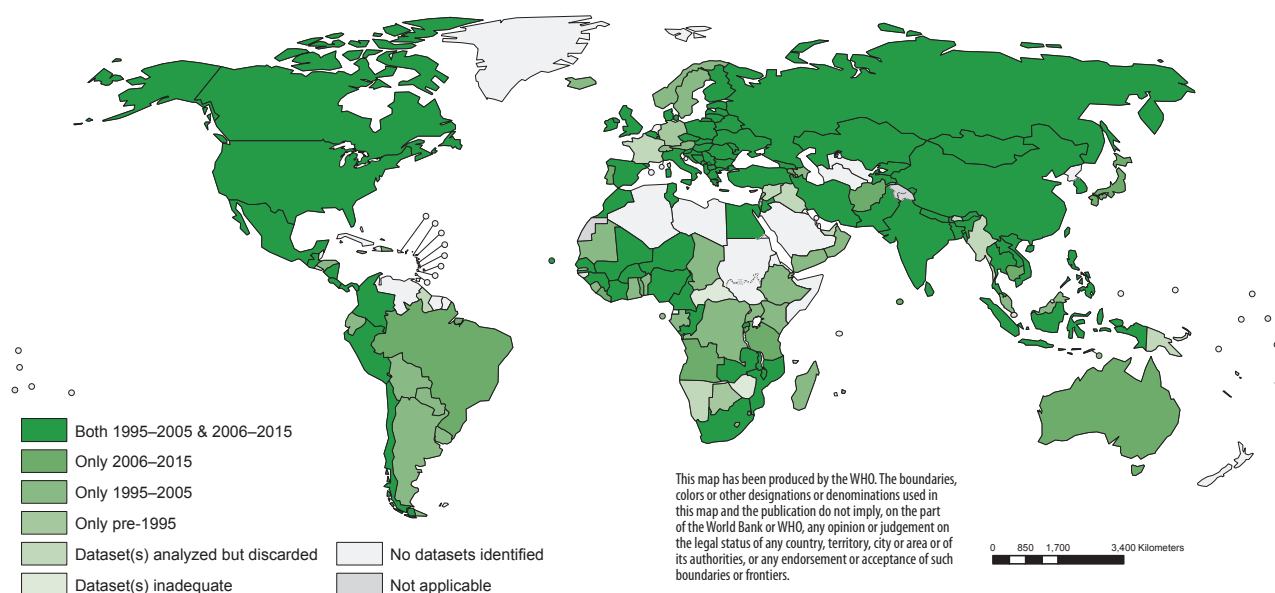 Both 1995–2005 & 2006–2015
Only 2006–2015
Only 1995–2005
Only pre-1995
Dataset(s) analyzed but discarded
Dataset(s) inadequate
No datasets identified
Not applicable
This map has been produced by the WHO. The boundaries,
colors or other designations or denominations used in
this map and the publication do not imply, on the part
of the World Bank or WHO, any opinion or judgement on
the legal status of any country, territory, city or area or of
its authorities, or any endorsement or acceptance of such
boundaries or frontiers.
0 850 1,700 3,400 Kilometers